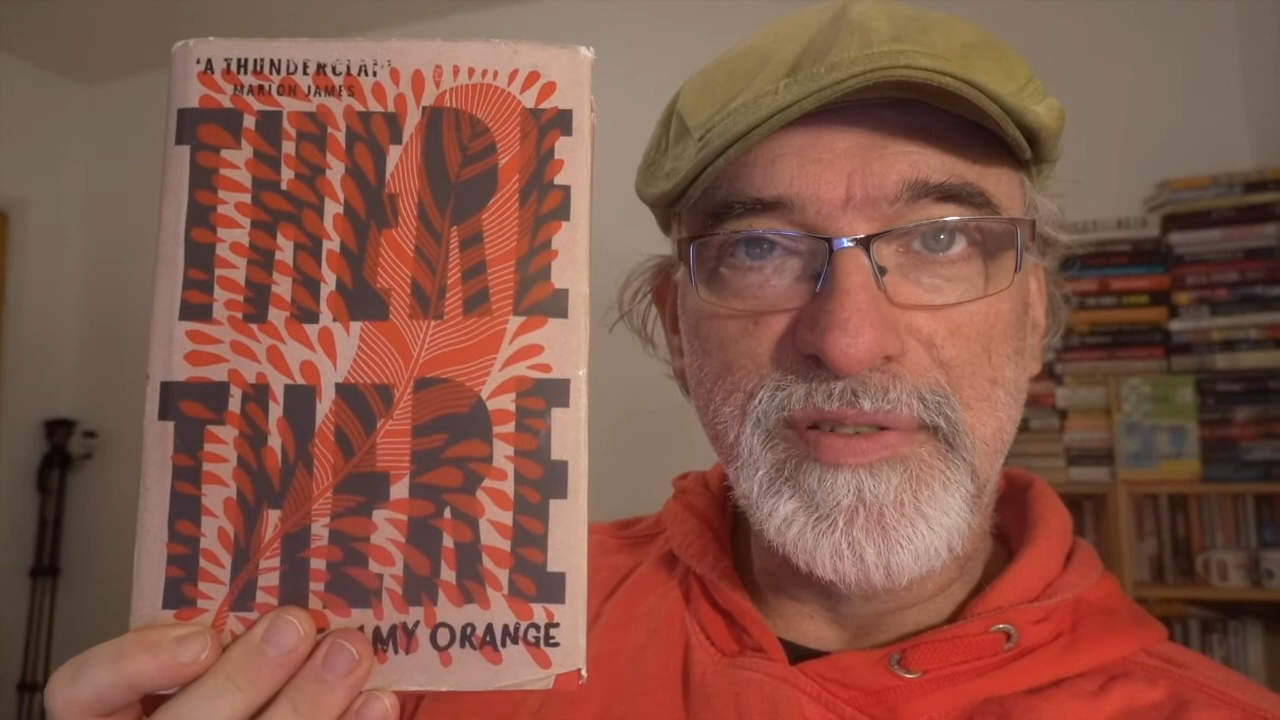 'A THUNDERCLAP'
MARLON JAMES
THERE
THERE
MY ORANGE